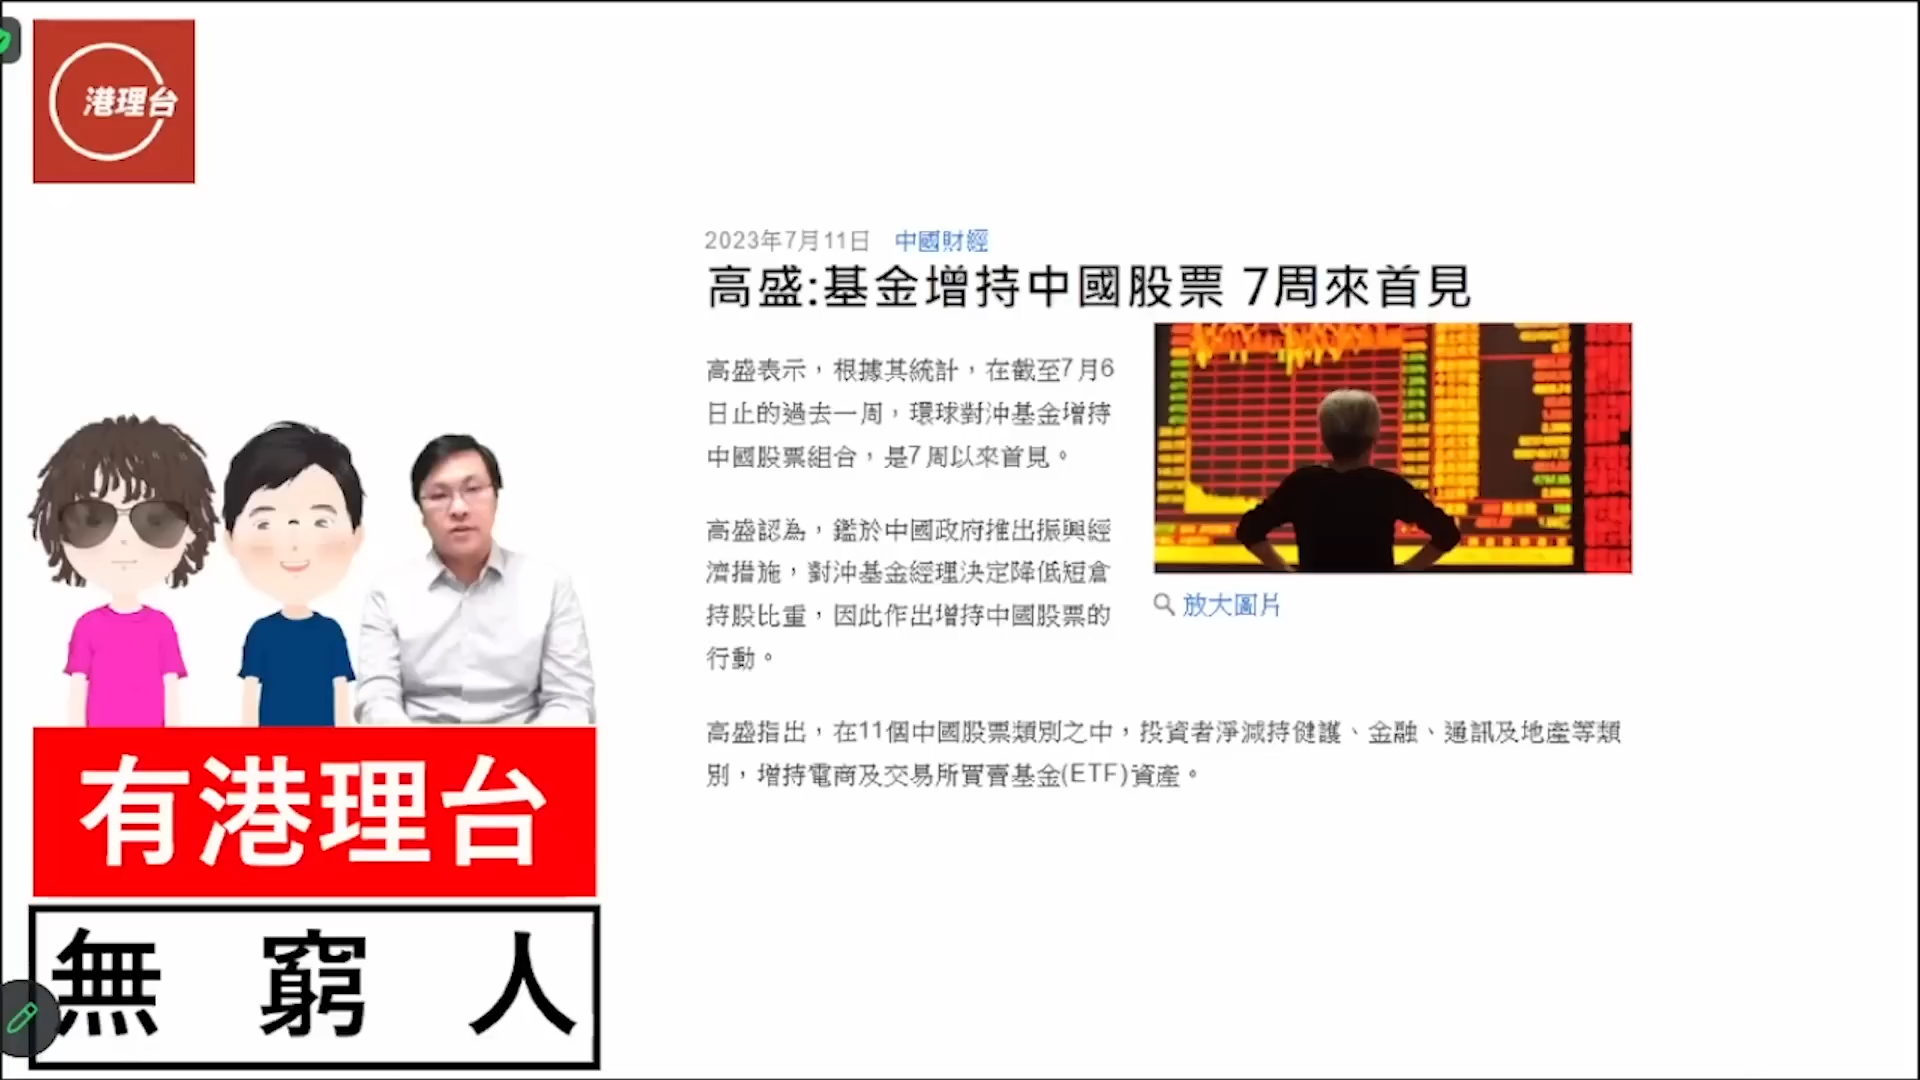 港理台
2023年7月11日 中國財經
高盛:基金增持中國股票 7周來首見
高盛表示，根據其統計，在截至7月6
日止的過去一周，環球對沖基金增持
中國股票組合，是7周以來首見。
高盛認為，鑑於中國政府推出振興經
濟措施，對沖基金經理決定降低短倉
持股比重，因此作出增持中國股票的
行動。
放大圖片
高盛指出，在11個中國股票類別之中，投資者淨減持健護、金融、通訊及地產等類
別，增持電商及交易所買賣基金(ETF)資產。
有港理台
無窮人